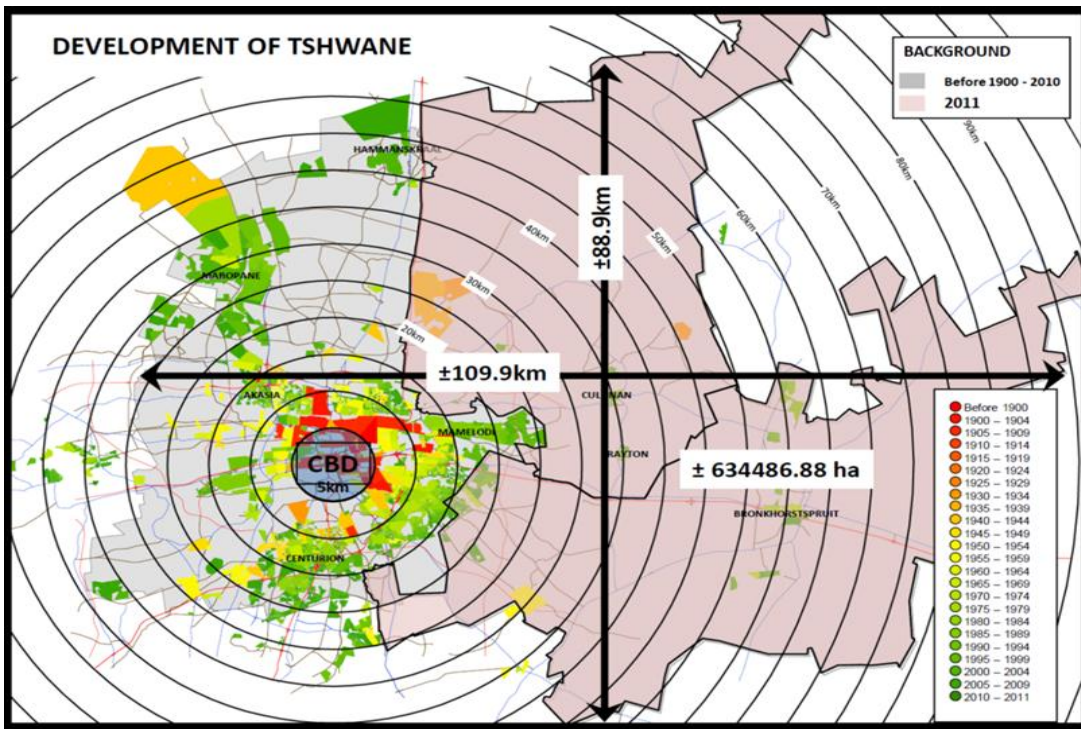 DEVELOPMENT OF TSHWANE
BACKGROUND
Before 1900 - 2010
2011
HAMMANSKRAAL
±88.9km
90km
80km
70km
60km
50km
40km
30km
20km
MABOPANE
±109.9km
AKASIA
CULLINAN
MAMELODI
CBD
5km
RAYTON
± 634486.88 ha
BRONKHORSTSPRUIT
CENTURION
Before 1900
1900 – 1904
1905 – 1909
1910 – 1914
1915 – 1919
1920 – 1924
1925 – 1929
1930 – 1934
1935 – 1939
1940 – 1944
1945 – 1949
1950 – 1954
1955 – 1959
1960 – 1964
1965 – 1969
1970 – 1974
1975 – 1979
1980 – 1984
1985 – 1989
1990 – 1994
1995 – 1999
2000 – 2004
2005 – 2009
2010 – 2011